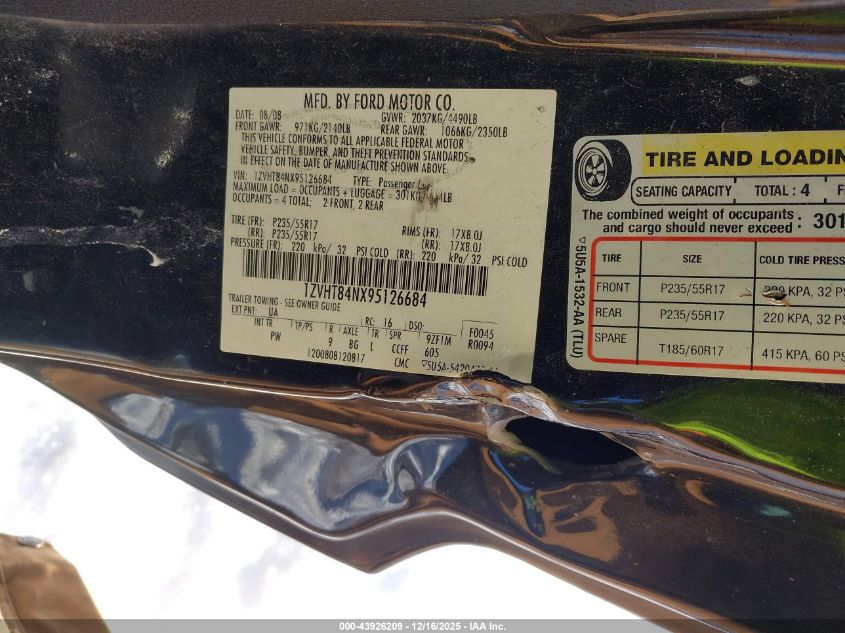 MFD. BY FORD MOTOR CO.
DATE: 08/08 GVWR: 2037KG/4490LB
FRONT GAWR: 971KG/2140LB REAR GAWR: 1066KG/2350LB
THIS VEHICLE CONFORMS TO ALL APPLICABLE FEDERAL MOTOR
VEHICLE SAFETY, BUMPER, AND THEFT PREVENTION STANDARDS
IN EFFECT ON THE DATE OF MANUFACTURE SHOWN ABOVE.
VIN: 1ZVHT84NX95126684 TYPE: Passenger
MAXIMUM LOAD = OCCUPANTS + LUGGAGE = 301KG/
OCCUPANTS = 4 TOTAL: 2 FRONT, 2 REAR
TIRE (FR): P235/55R17 RIMS (FR): 17X8.0J
(RR): P235/55R17 (RR): 17X8.0J
PRESSURE (FR): 220 kPa/ 32 PSI COLD (RR) 220 kPa/ 32 PSI COLD
1ZVHT84NX95126684
TRAILER TOWING - SEE OWNER GUIDE
EXT PNT: UA RC: 16 DSO: F0045
INT TR TP/PS R AXLE TR SPR 9ZF1M R0094
PW 9 BG L CCFF 605
120080812081 7 CMC
TIRE AND LOADIN
SEATING CAPACITY TOTAL : 4 F
The combined weight of occupants
and cargo should never exceed : 301
TIRE SIZE COLD TIRE PRESS
FRONT P235/55R17 KPA, 32 PS
REAR P235/55R17 220 KPA, 32 PS
SPARE T185/60R17 415 KPA, 60 PS
5U5A-1532-AA (TLU)
000-43926209 - 12/16/2025 - IAA Inc.